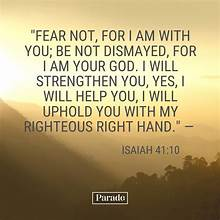 "FEAR NOT, FOR I AM WITH
YOU; BE NOT DISMAYED, FOR
I AM YOUR GOD. I WILL
STRENGTHEN YOU, YES, I
WILL HELP YOU, I WILL
UPHOLD YOU WITH MY
RIGHTEOUS RIGHT HAND." —
ISAIAH 41:10
Parade